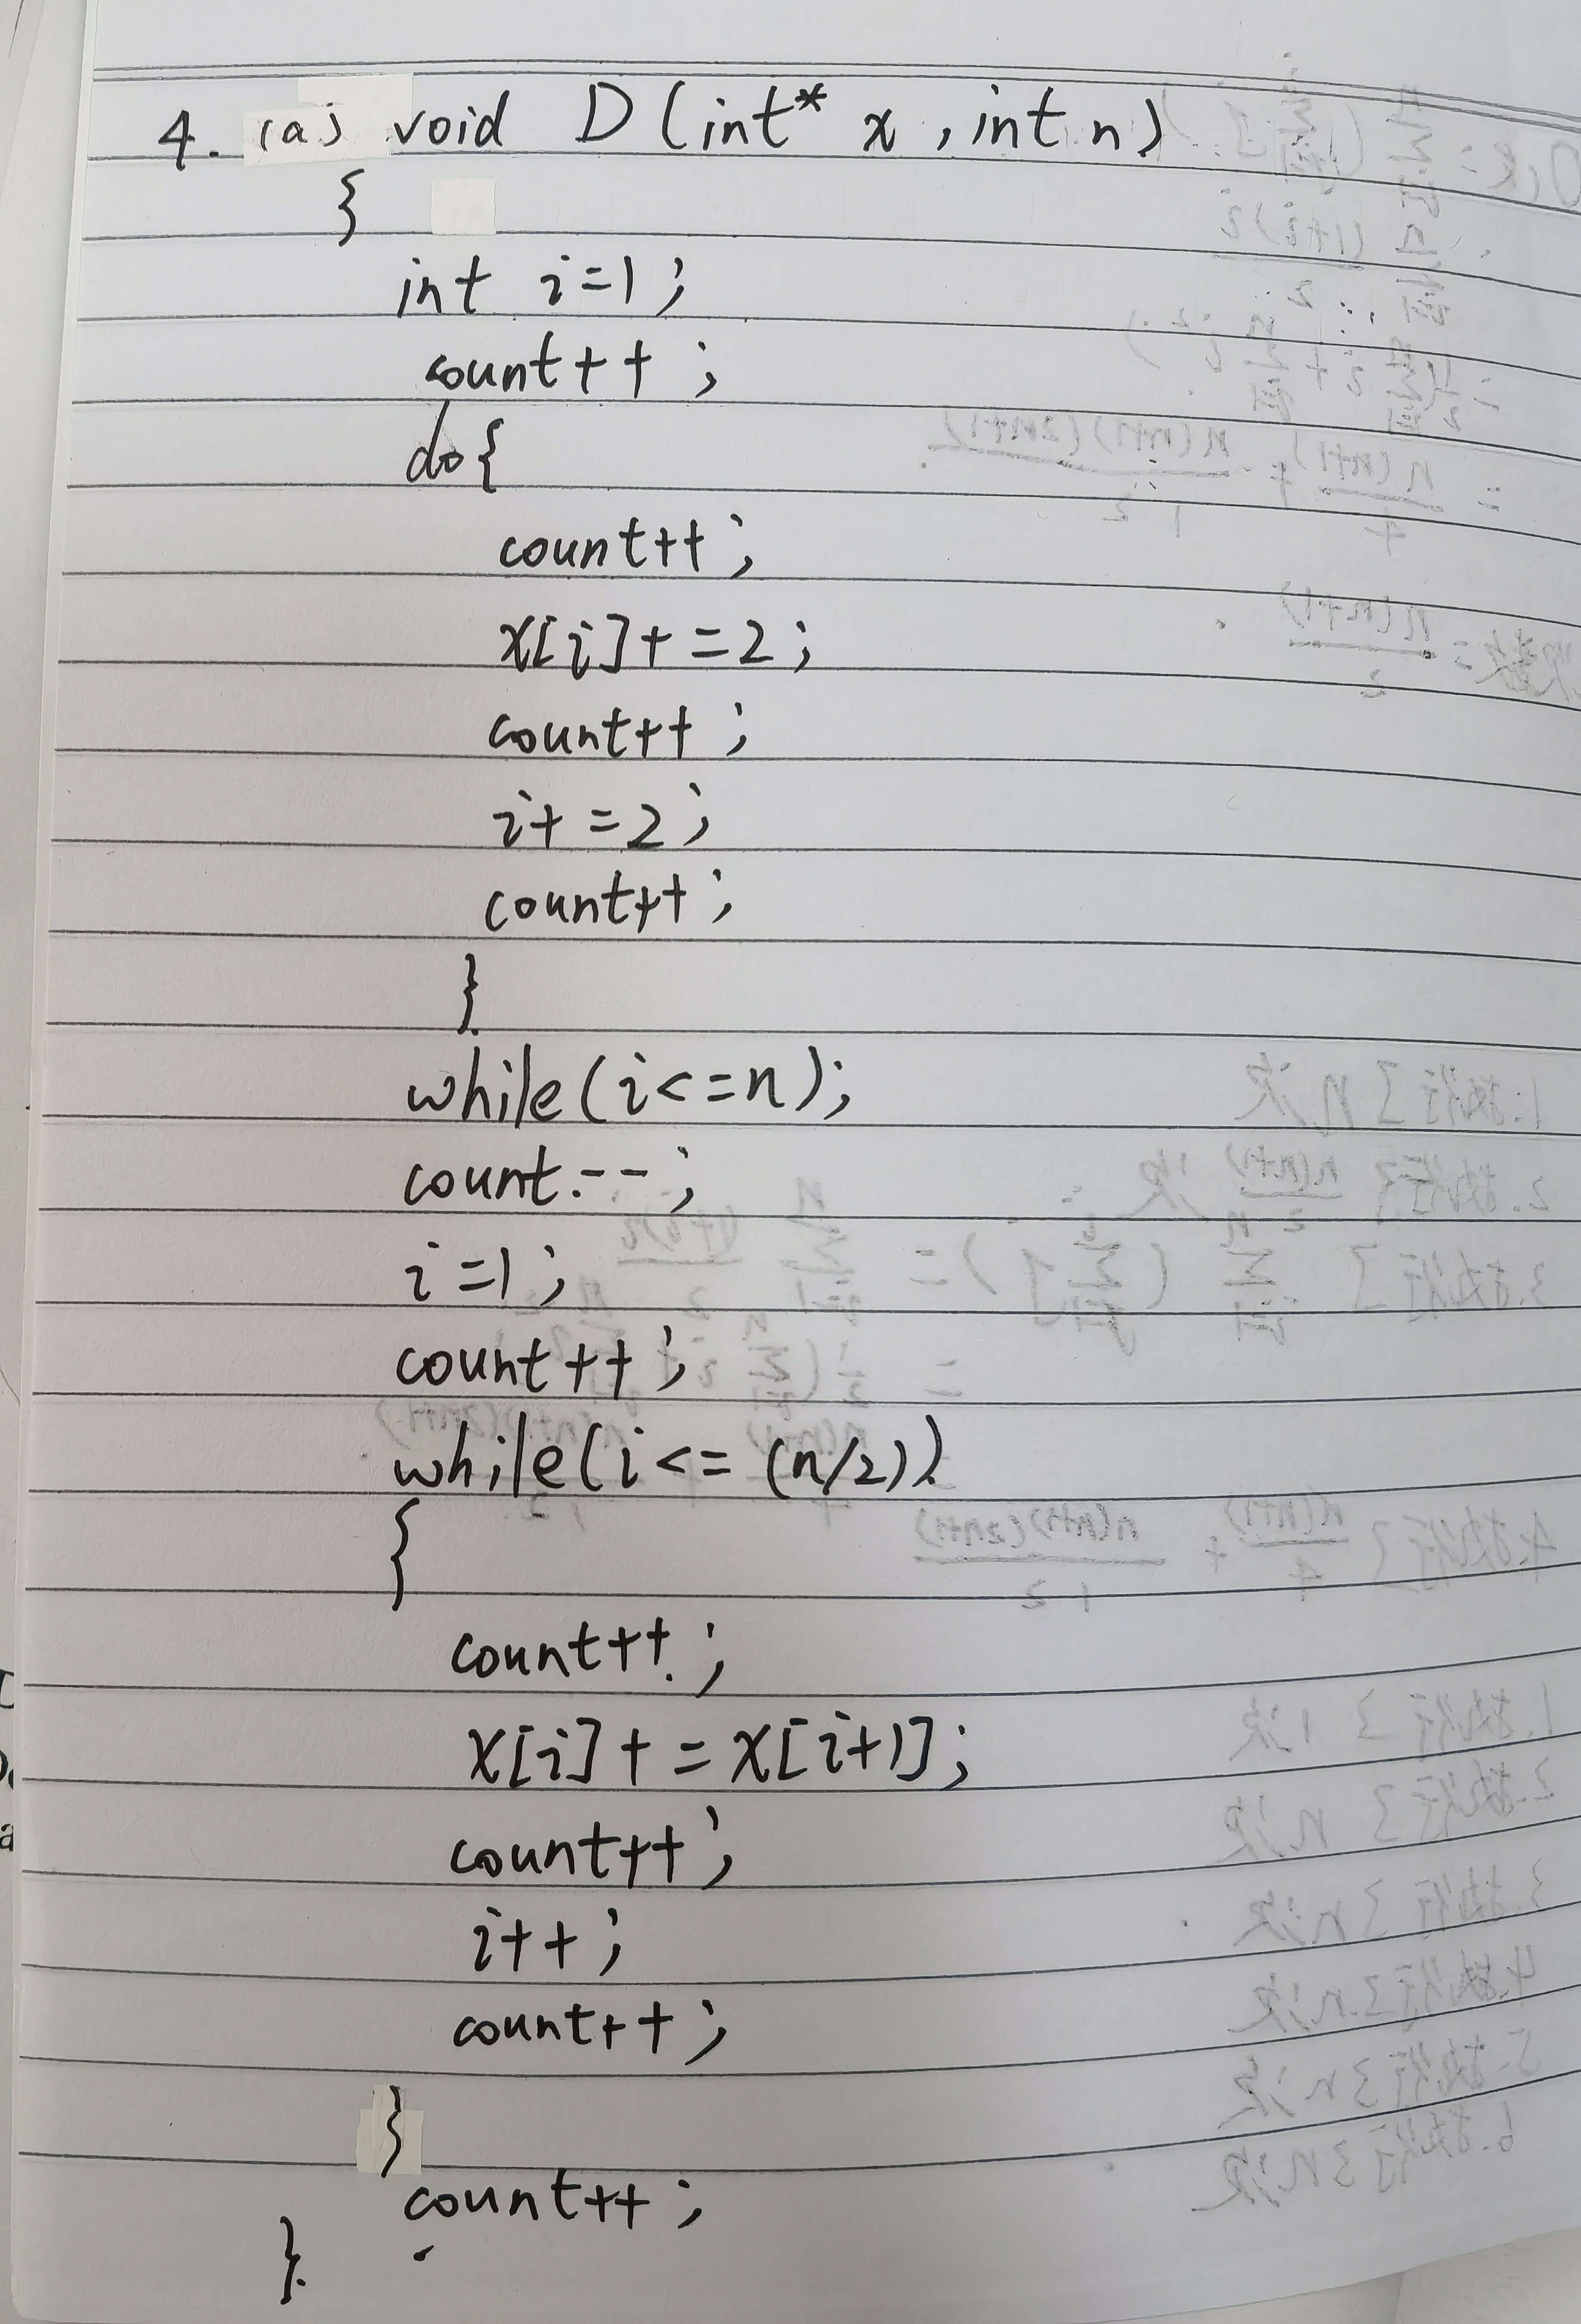 4. (a) void D(int* x, int n)
{
int i=1;
count++;
do{
count++;
x[i]+=2;
count++;
i+=2;
count++;
}
while(i<=n);
count--;
i=1;
count++;
while(i<=(n/2))
{
count++;
x[i]+=x[i+1];
count++;
i++;
count++;
}
count++;
}